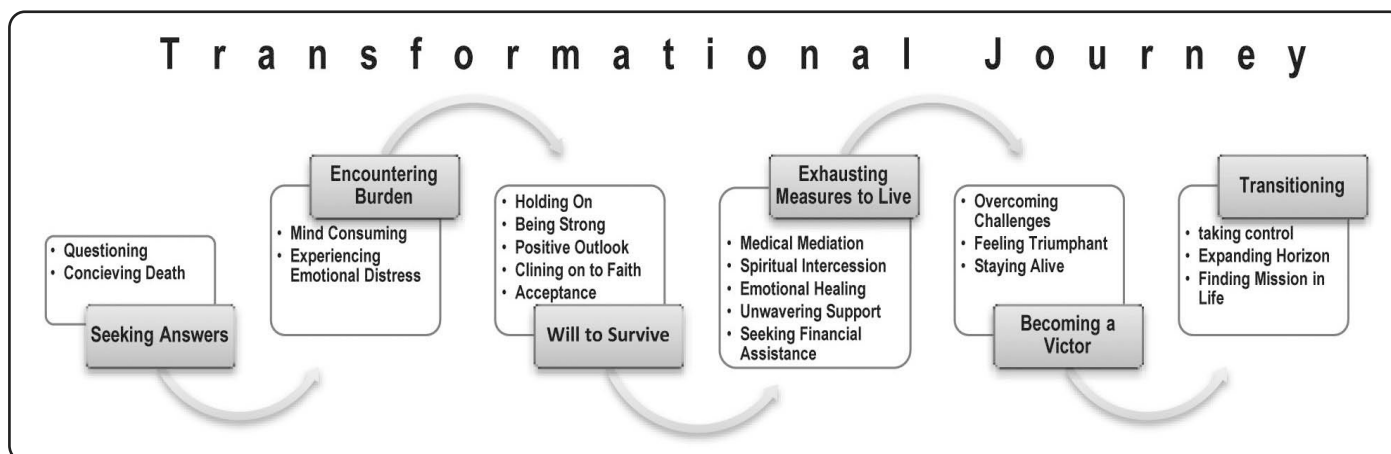 Transformational Journey
• Questioning
• Concieving Death
Seeking Answers
Encountering
Burden
• Mind Consuming
• Experiencing
Emotional Distress
• Holding On
• Being Strong
• Positive Outlook
• Clining on to Faith
• Acceptance
Will to Survive
Exhausting
Measures to Live
• Medical Mediation
• Spiritual Intercession
• Emotional Healing
• Unwavering Support
• Seeking Financial
Assistance
• Overcoming
Challenges
• Feeling Triumphant
• Staying Alive
Becoming a
Victor
Transitioning
• taking control
• Expanding Horizon
• Finding Mission in
Life